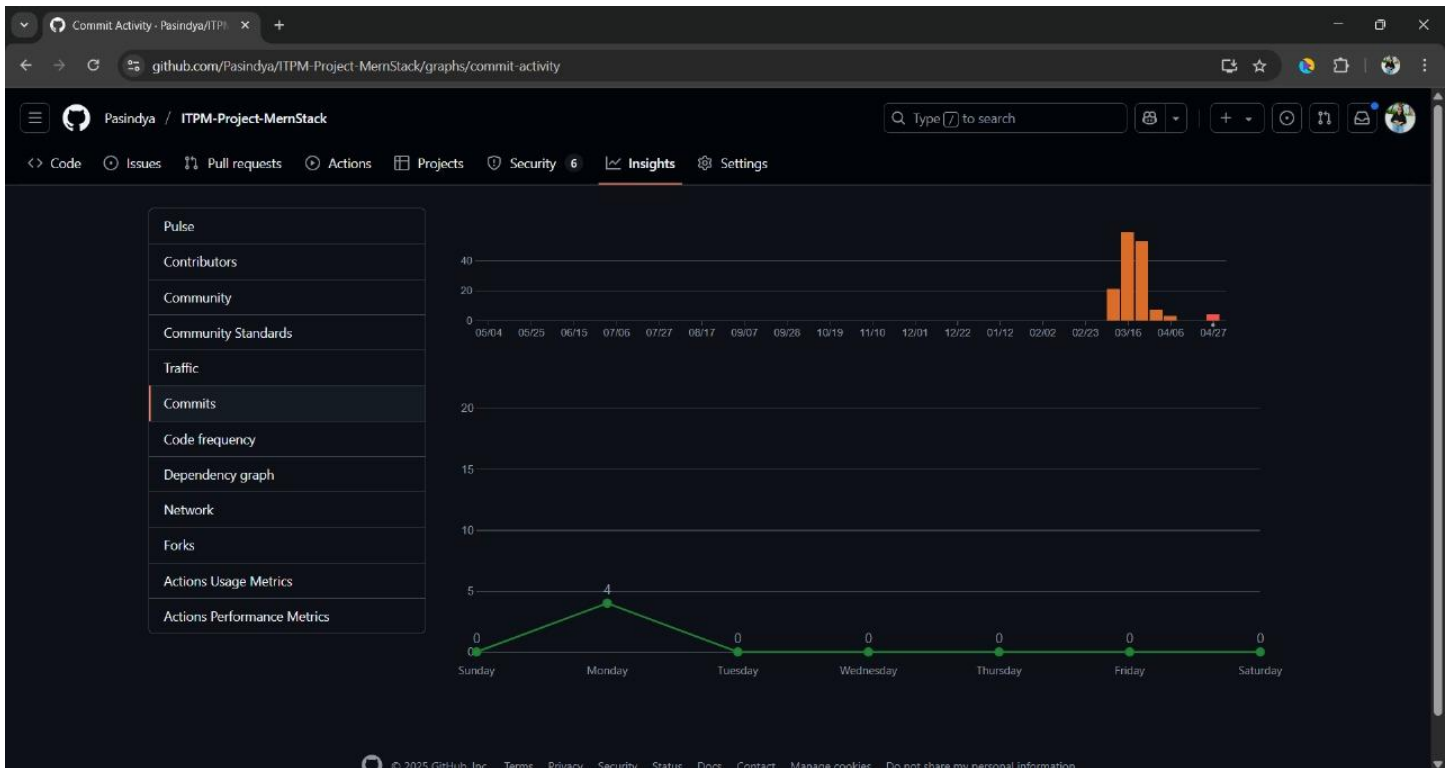 Commit Activity · Pasindya/ITPM
github.com/Pasindya/ITPM-Project-MernStack/graphs/commit-activity
Pasindya / ITPM-Project-MernStack
Type / to search
Code Issues Pull requests Actions Projects Security 6 Insights Settings
Pulse
Contributors
Community
Community Standards
Traffic
Commits
Code frequency
Dependency graph
Network
Forks
Actions Usage Metrics
Actions Performance Metrics
40
20
0
05/04 05/25 06/15 07/06 07/27 08/17 09/07 09/28 10/19 11/10 12/01 12/22 01/12 02/02 02/23 03/16 04/06 04/27
20
15
10
5
0
0 4 0 0 0 0 0
Sunday Monday Tuesday Wednesday Thursday Friday Saturday
© 2025 GitHub, Inc. Terms Privacy Security Status Docs Contact Manage cookies Do not share my personal information